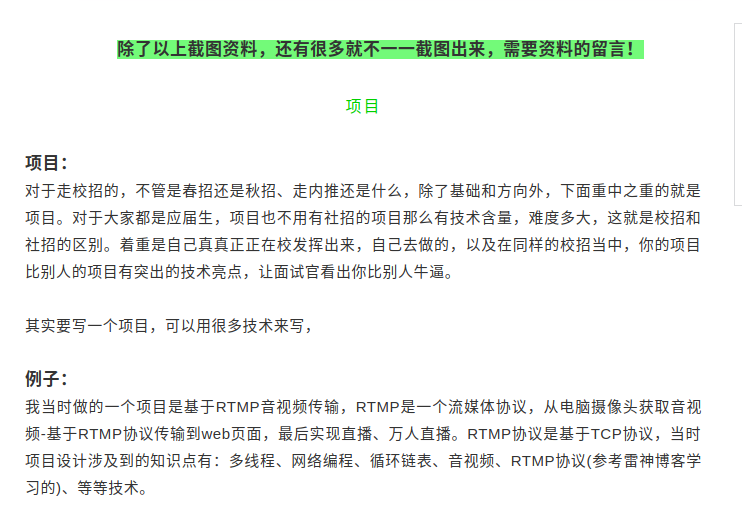 除了以上截图资料，还有很多就不一一截图出来，需要资料的留言！
项目
项目：
对于走校招的，不管是春招还是秋招、走内推还是什么，除了基础和方向外，下面重中之重的就是
项目。对于大家都是应届生，项目也不用有社招的项目那么有技术含量，难度多大，这就是校招和
社招的区别。着重是自己真真正正在校发挥出来，自己去做的，以及在同样的校招当中，你的项目
比别人的项目有突出的技术亮点，让面试官看出你比别人牛逼。
其实要写一个项目，可以用很多技术来写，
例子：
我当时做的一个项目是基于RTMP音视频传输，RTMP是一个流媒体协议，从电脑摄像头获取音视
频-基于RTMP协议传输到web页面，最后实现直播、万人直播。RTMP协议是基于TCP协议，当时
项目设计涉及到的知识点有：多线程、网络编程、循环链表、音视频、RTMP协议(参考雷神博客学
习的)、等等技术。